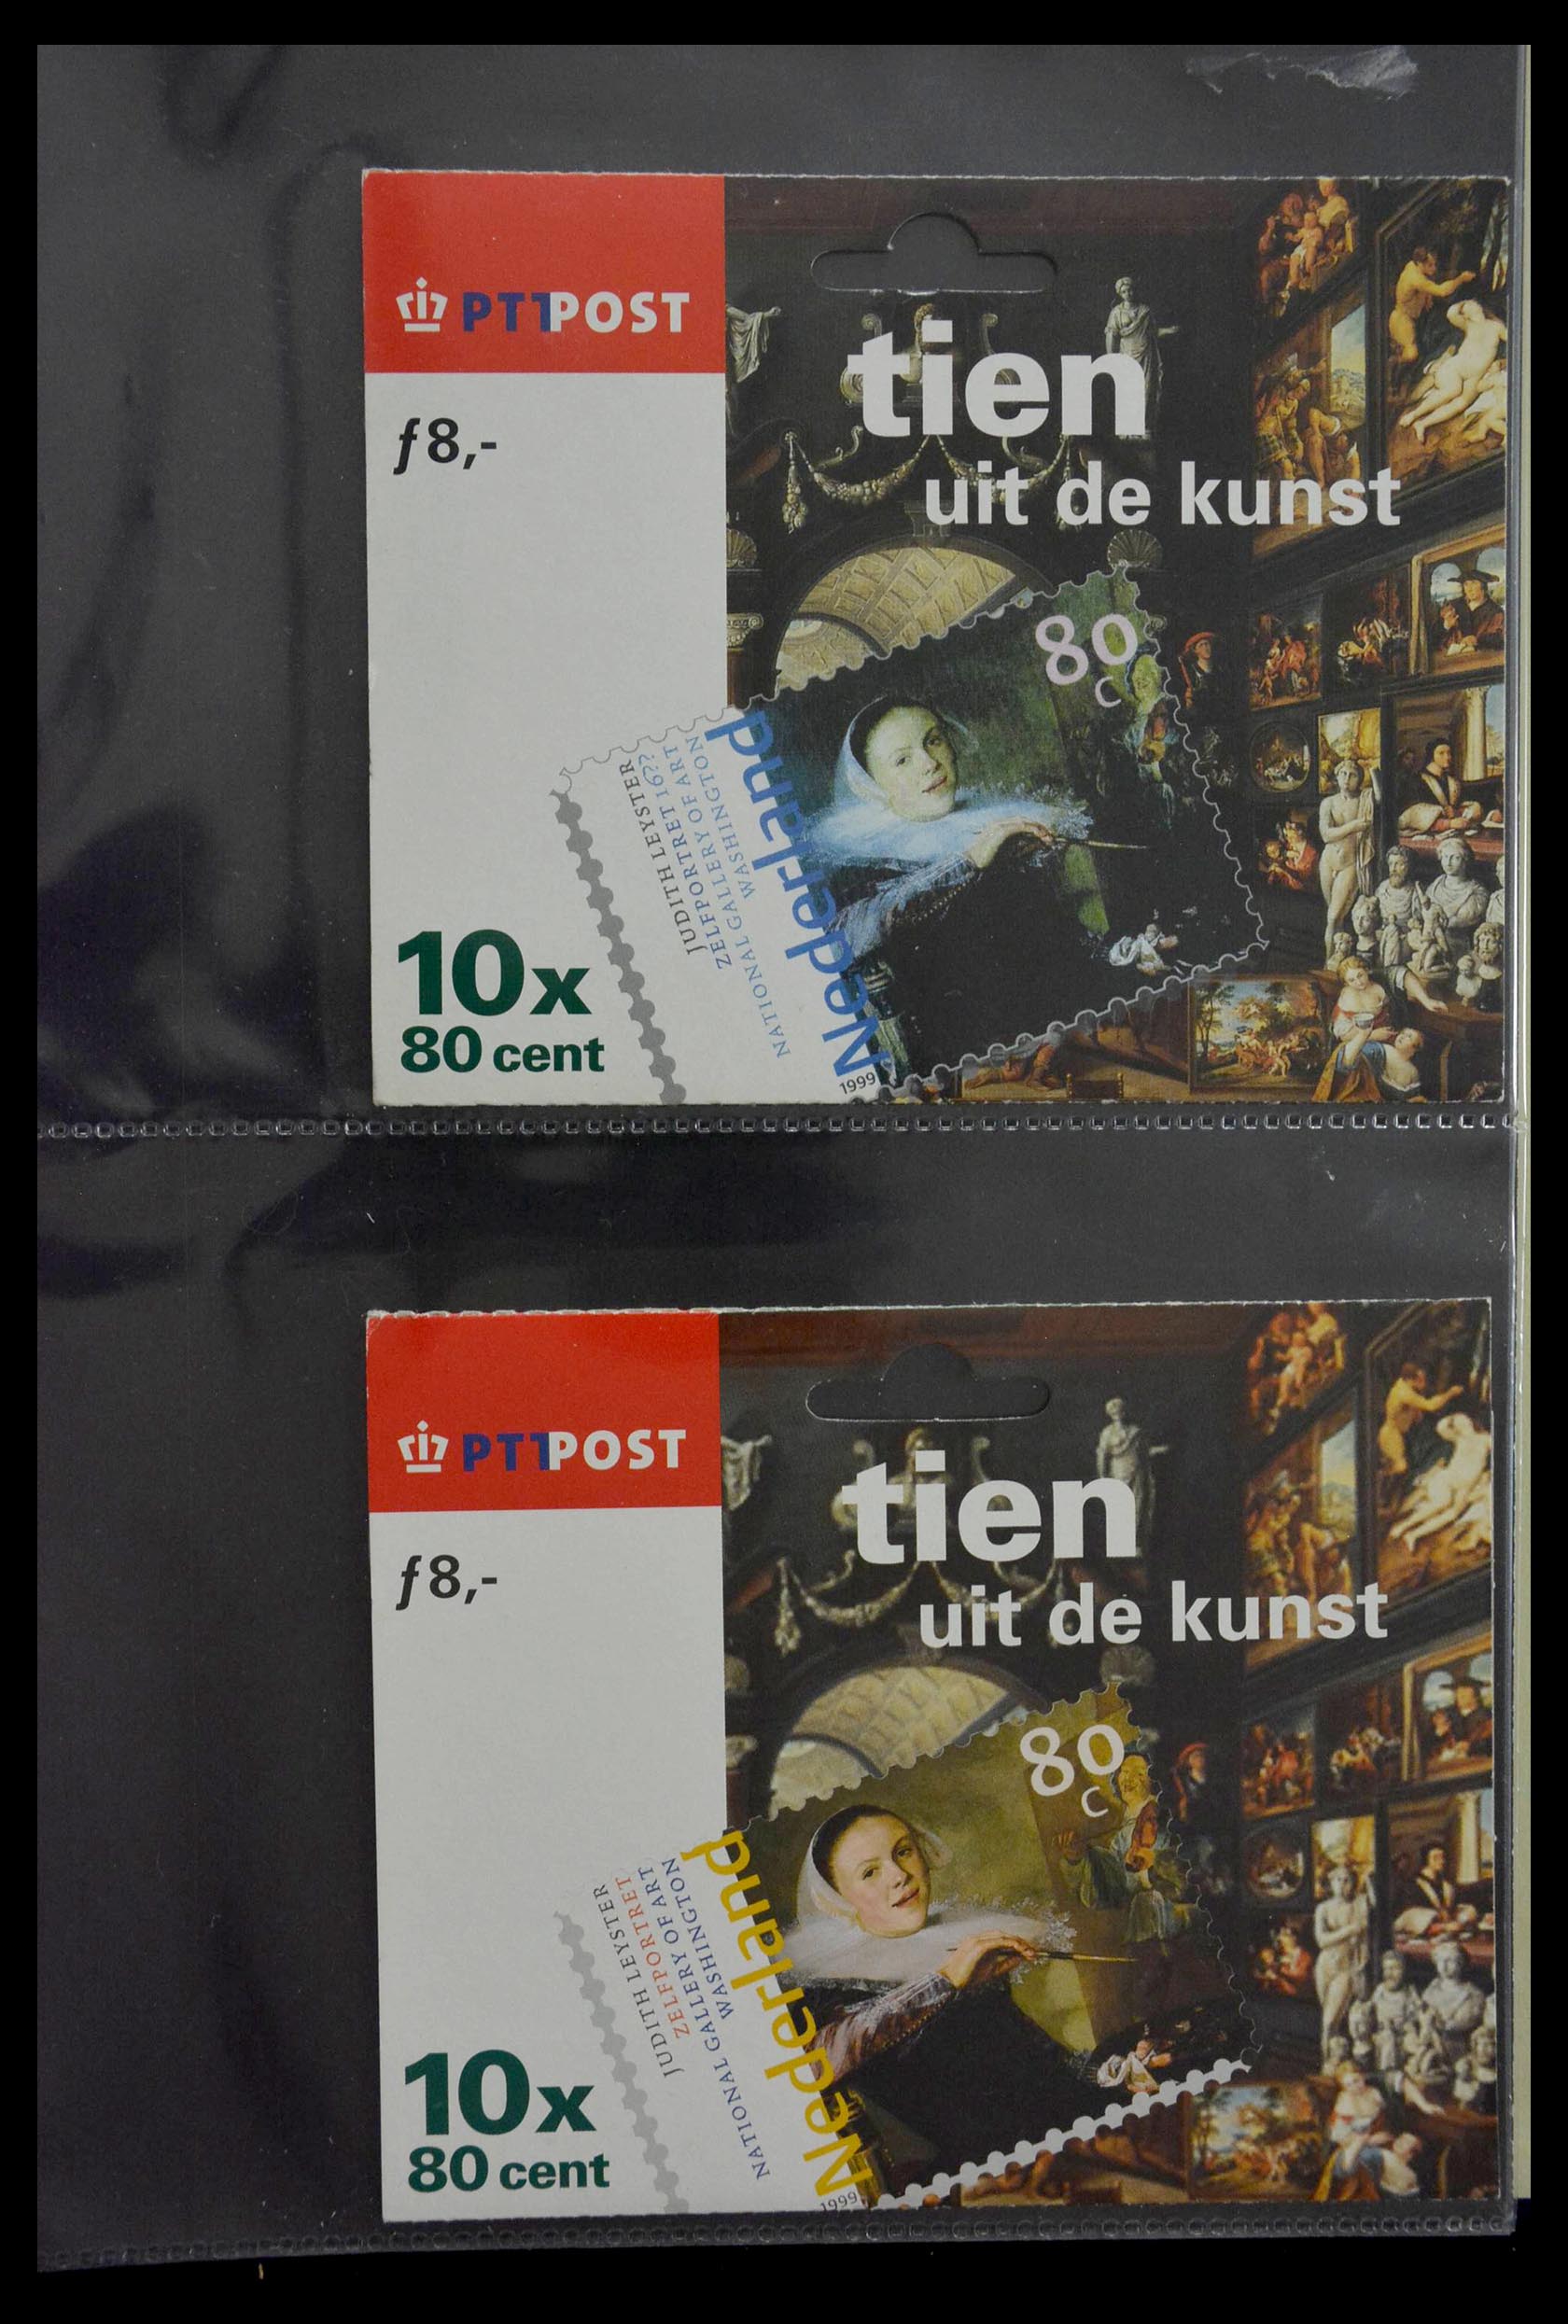 PTTPOST
f8,-
tien
uit de kunst
80
c
JUDITH LEYSTER
ZELFPORTRET 16??
NATIONAL GALLERY OF ART
WASHINGTON
Nederland
1999
10x
80 cent
PTTPOST
f8,-
tien
uit de kunst
80
c
JUDITH LEYSTER
ZELFPORTRET
NATIONAL GALLERY OF ART
WASHINGTON
Nederland
1999
10x
80 cent